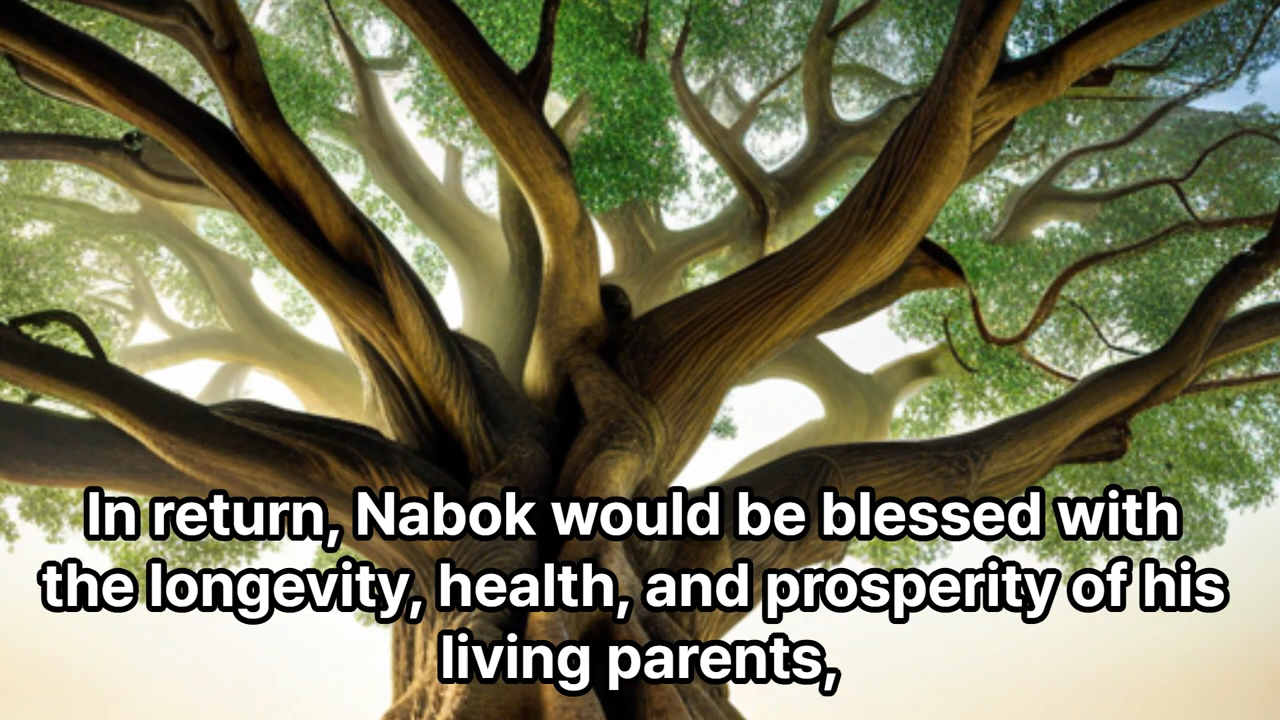 In return, Nabok would be blessed with
the longevity, health, and prosperity of his
living parents,